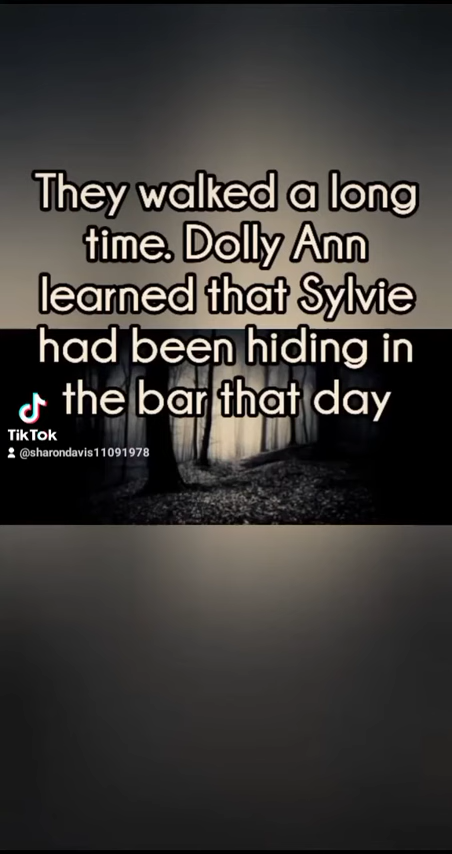 They walked a long
time. Dolly Ann
learned that Sylvie
had been hiding in
the bar that day
TikTok
@sharondavis11091978